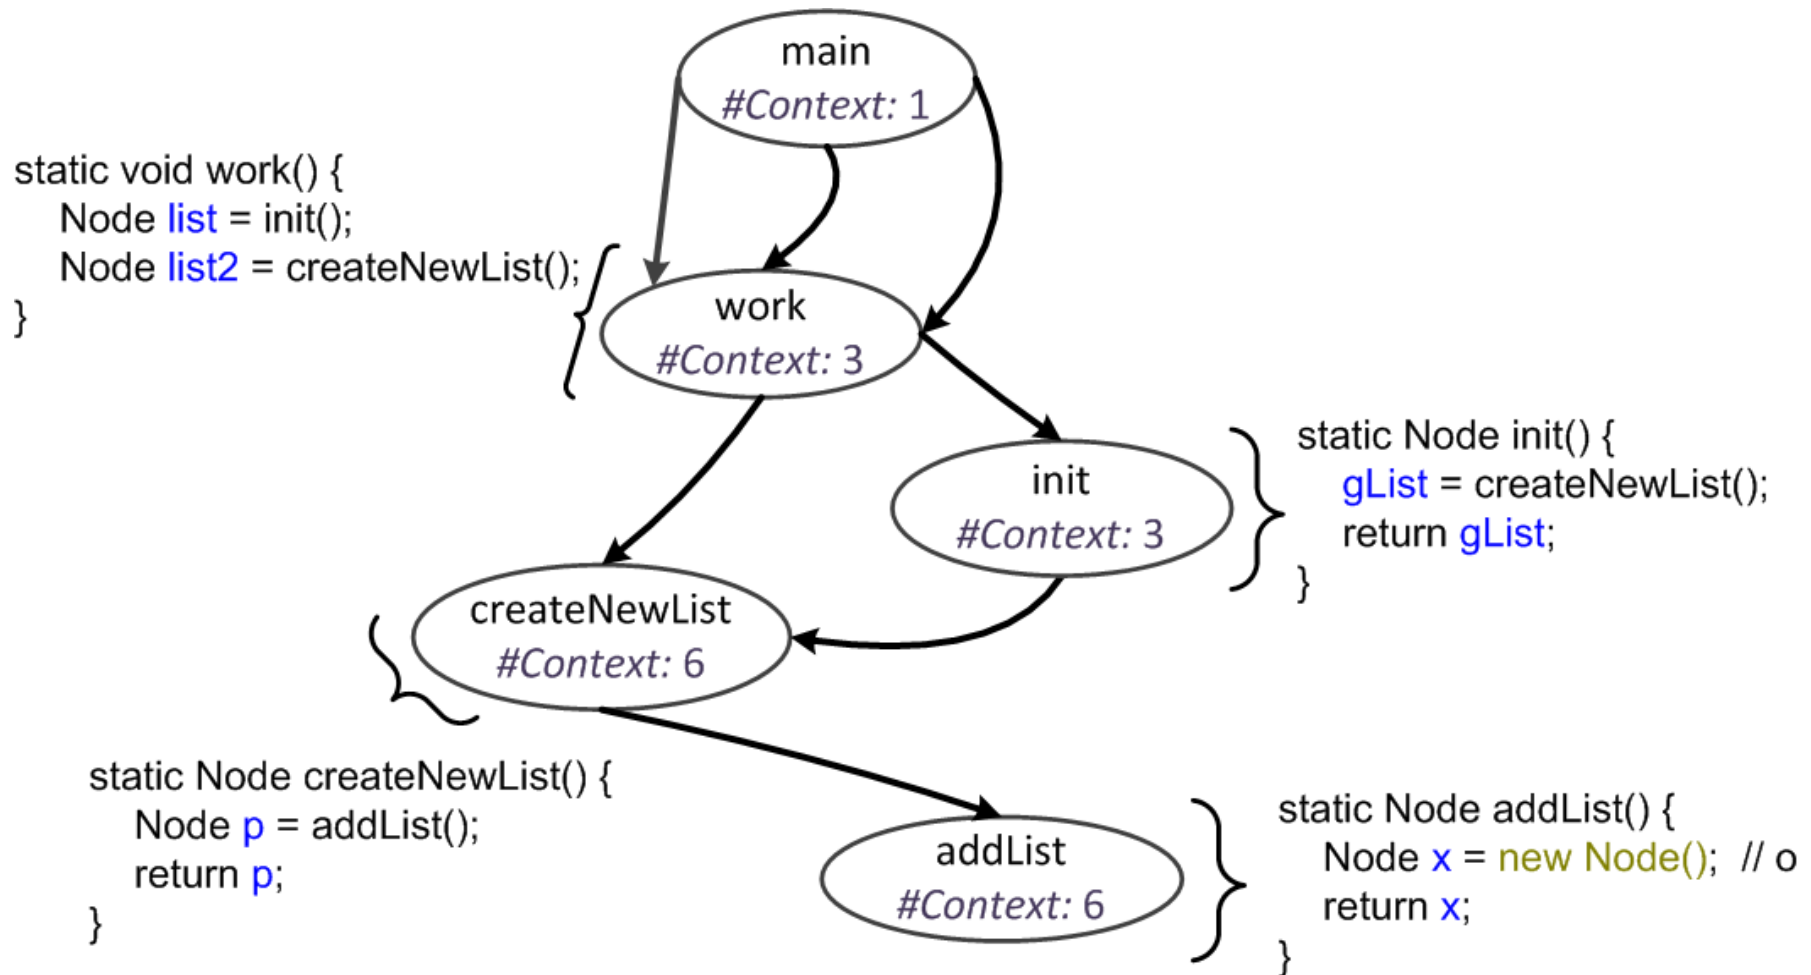 main
#Context: 1
static void work() {
Node list = init();
Node list2 = createNewList();
}
work
#Context: 3
init
#Context: 3
static Node init() {
gList = createNewList();
return gList;
}
createNewList
#Context: 6
static Node createNewList() {
Node p = addList();
return p;
}
addList
#Context: 6
static Node addList() {
Node x = new Node(); // o
return x;
}